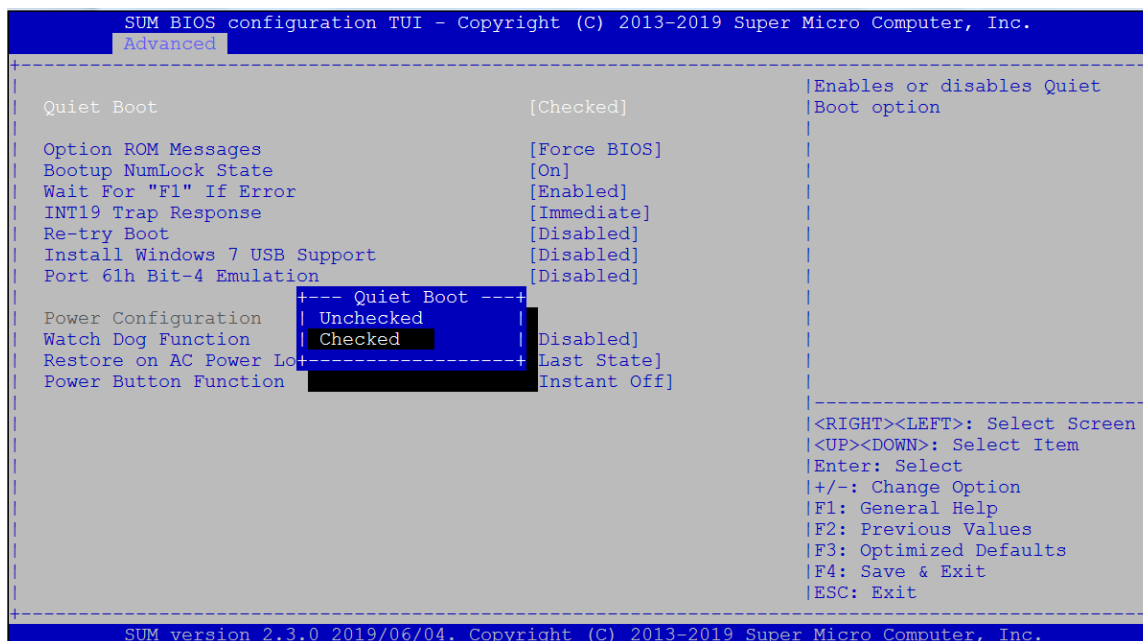 SUM BIOS configuration TUI - Copyright (C) 2013-2019 Super Micro Computer, Inc.
Advanced
Quiet Boot [Checked]
Option ROM Messages [Force BIOS]
Bootup NumLock State [On]
Wait For "F1" If Error [Enabled]
INT19 Trap Response [Immediate]
Re-try Boot [Disabled]
Install Windows 7 USB Support [Disabled]
Port 61h Bit-4 Emulation [Disabled]
Power Configuration
Watch Dog Function Disabled]
Restore on AC Power Lo Last State]
Power Button Function Instant Off]
+--- Quiet Boot ---+
Unchecked
Checked
Enables or disables Quiet
Boot option
<RIGHT><LEFT>: Select Screen
<UP><DOWN>: Select Item
Enter: Select
+/-: Change Option
F1: General Help
F2: Previous Values
F3: Optimized Defaults
F4: Save & Exit
ESC: Exit
SUM version 2.3.0 2019/06/04. Copyright (C) 2013-2019 Super Micro Computer, Inc.